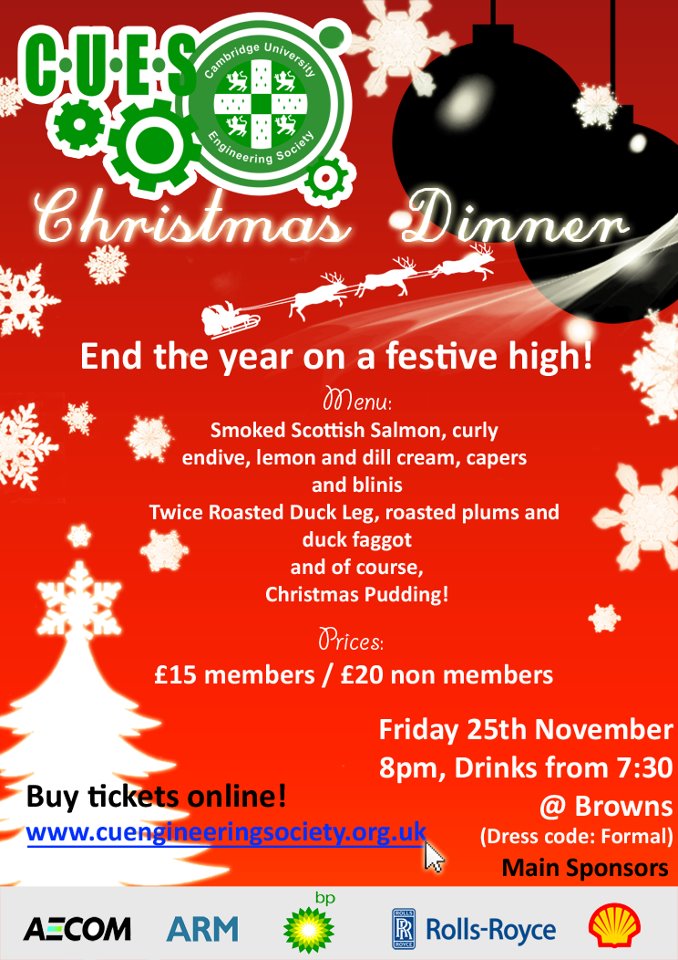 C·U·E·S
Cambridge University
Engineering Society
Christmas Dinner
End the year on a festive high!
Menu:
Smoked Scottish Salmon, curly
endive, lemon and dill cream, capers
and blinis
Twice Roasted Duck Leg, roasted plums and
duck faggot
and of course,
Christmas Pudding!
Prices:
£15 members / £20 non members
Friday 25th November
8pm, Drinks from 7:30
@ Browns
(Dress code: Formal)
Buy tickets online!
www.cuengineeringsociety.org.uk
Main Sponsors
AECOM
ARM
bp
ROLLS
RR
ROYCE
Rolls-Royce